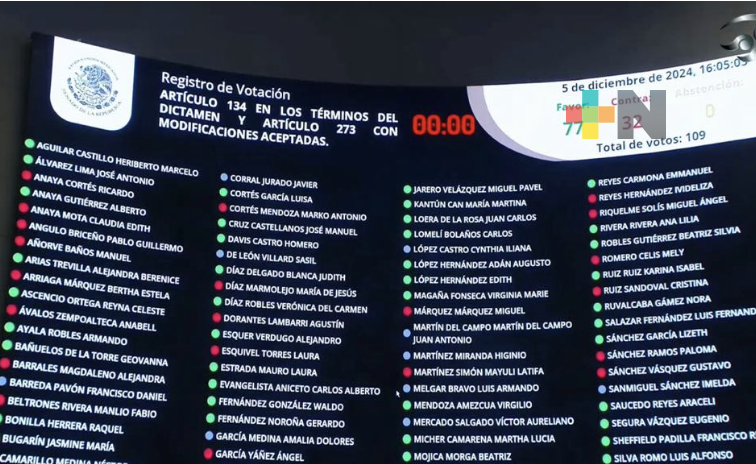 Registro de Votación
ARTÍCULO 134 EN LOS TÉRMINOS DEL
DICTAMEN Y ARTÍCULO 273 CON
MODIFICACIONES ACEPTADAS.
00:00
5 de diciembre de 2024, 16:05:05
Favor:
Contra:
Abstención:
77
32
0
Total de votos: 109
AGUILAR CASTILLO HERIBERTO MARCELO
ÁLVAREZ LIMA JOSÉ ANTONIO
ANAYA CORTÉS RICARDO
ANAYA GUTIÉRREZ ALBERTO
ANAYA MOTA CLAUDIA EDITH
ANGULO BRICEÑO PABLO GUILLERMO
AÑORVE BAÑOS MANUEL
ARIAS TREVILLA ALEJANDRA BERENICE
ARRIAGA MÁRQUEZ BERTHA ESTELA
ASCENCIO ORTEGA REYNA CELESTE
ÁVALOS ZEMPOALTECA ANABELL
AYALA ROBLES ARMANDO
BAÑUELOS DE LA TORRE GEOVANNA
BARRALES MAGDALENO ALEJANDRA
BARREDA PAVÓN FRANCISCO DANIEL
BELTRONES RIVERA MANLIO FABIO
BONILLA HERRERA RAQUEL
BUGARÍN JASMINE MARÍA
CAMARILLO MEDINA
CORRAL JURADO JAVIER
CORTÉS GARCÍA LUISA
CORTÉS MENDOZA MARKO ANTONIO
CRUZ CASTELLANOS JOSÉ MANUEL
DAVIS CASTRO HOMERO
DE LEÓN VILLARD SASIL
DÍAZ DELGADO BLANCA JUDITH
DÍAZ MARMOLEJO MARÍA DE JESÚS
DÍAZ ROBLES VERÓNICA DEL CARMEN
DORANTES LAMBARRI AGUSTÍN
ESQUER VERDUGO ALEJANDRO
ESQUIVEL TORRES LAURA
ESTRADA MAURO LAURA
EVANGELISTA ANICETO CARLOS ALBERTO
FERNÁNDEZ GONZÁLEZ WALDO
FERNÁNDEZ NOROÑA GERARDO
GARCÍA MEDINA AMALIA DOLORES
GARCÍA YÁÑEZ ÁNGEL
JARERO VELÁZQUEZ MIGUEL PAVEL
KANTÚN CAN MARÍA MARTINA
LOERA DE LA ROSA JUAN CARLOS
LOMELÍ BOLAÑOS CARLOS
LÓPEZ CASTRO CYNTHIA ILIANA
LÓPEZ HERNÁNDEZ ADÁN AUGUSTO
LÓPEZ HERNÁNDEZ EDITH
MAGAÑA FONSECA VIRGINIA MARIE
MÁRQUEZ MÁRQUEZ MIGUEL
MARTÍN DEL CAMPO MARTÍN DEL CAMPO
JUAN ANTONIO
MARTÍNEZ MIRANDA HIGINIO
MARTÍNEZ SIMÓN MAYULI LATIFA
MELGAR BRAVO LUIS ARMANDO
MENDOZA AMEZCUA VIRGILIO
MERCADO SALGADO VÍCTOR AURELIANO
MICHER CAMARENA MARTHA LUCIA
MOJICA MORGA BEATRIZ
REYES CARMONA EMMANUEL
REYES HERNÁNDEZ IVIDELIZA
RIQUELME SOLÍS MIGUEL ÁNGEL
RIVERA RIVERA ANA LILIA
ROBLES GUTIÉRREZ BEATRIZ SILVIA
ROMERO CELIS MELY
RUIZ RUIZ KARINA ISABEL
RUIZ SANDOVAL CRISTINA
RUVALCABA GÁMEZ NORA
SALAZAR FERNÁNDEZ LUIS FERNAND
SÁNCHEZ GARCÍA LIZETH
SÁNCHEZ RAMOS PALOMA
SÁNCHEZ VÁSQUEZ GUSTAVO
SANMIGUEL SÁNCHEZ IMELDA
SAUCEDO REYES ARACELI
SEGURA VÁZQUEZ EUGENIO
SHEFFIELD PADILLA FRANCISCO R
SILVA ROMO LUIS ALFONSO